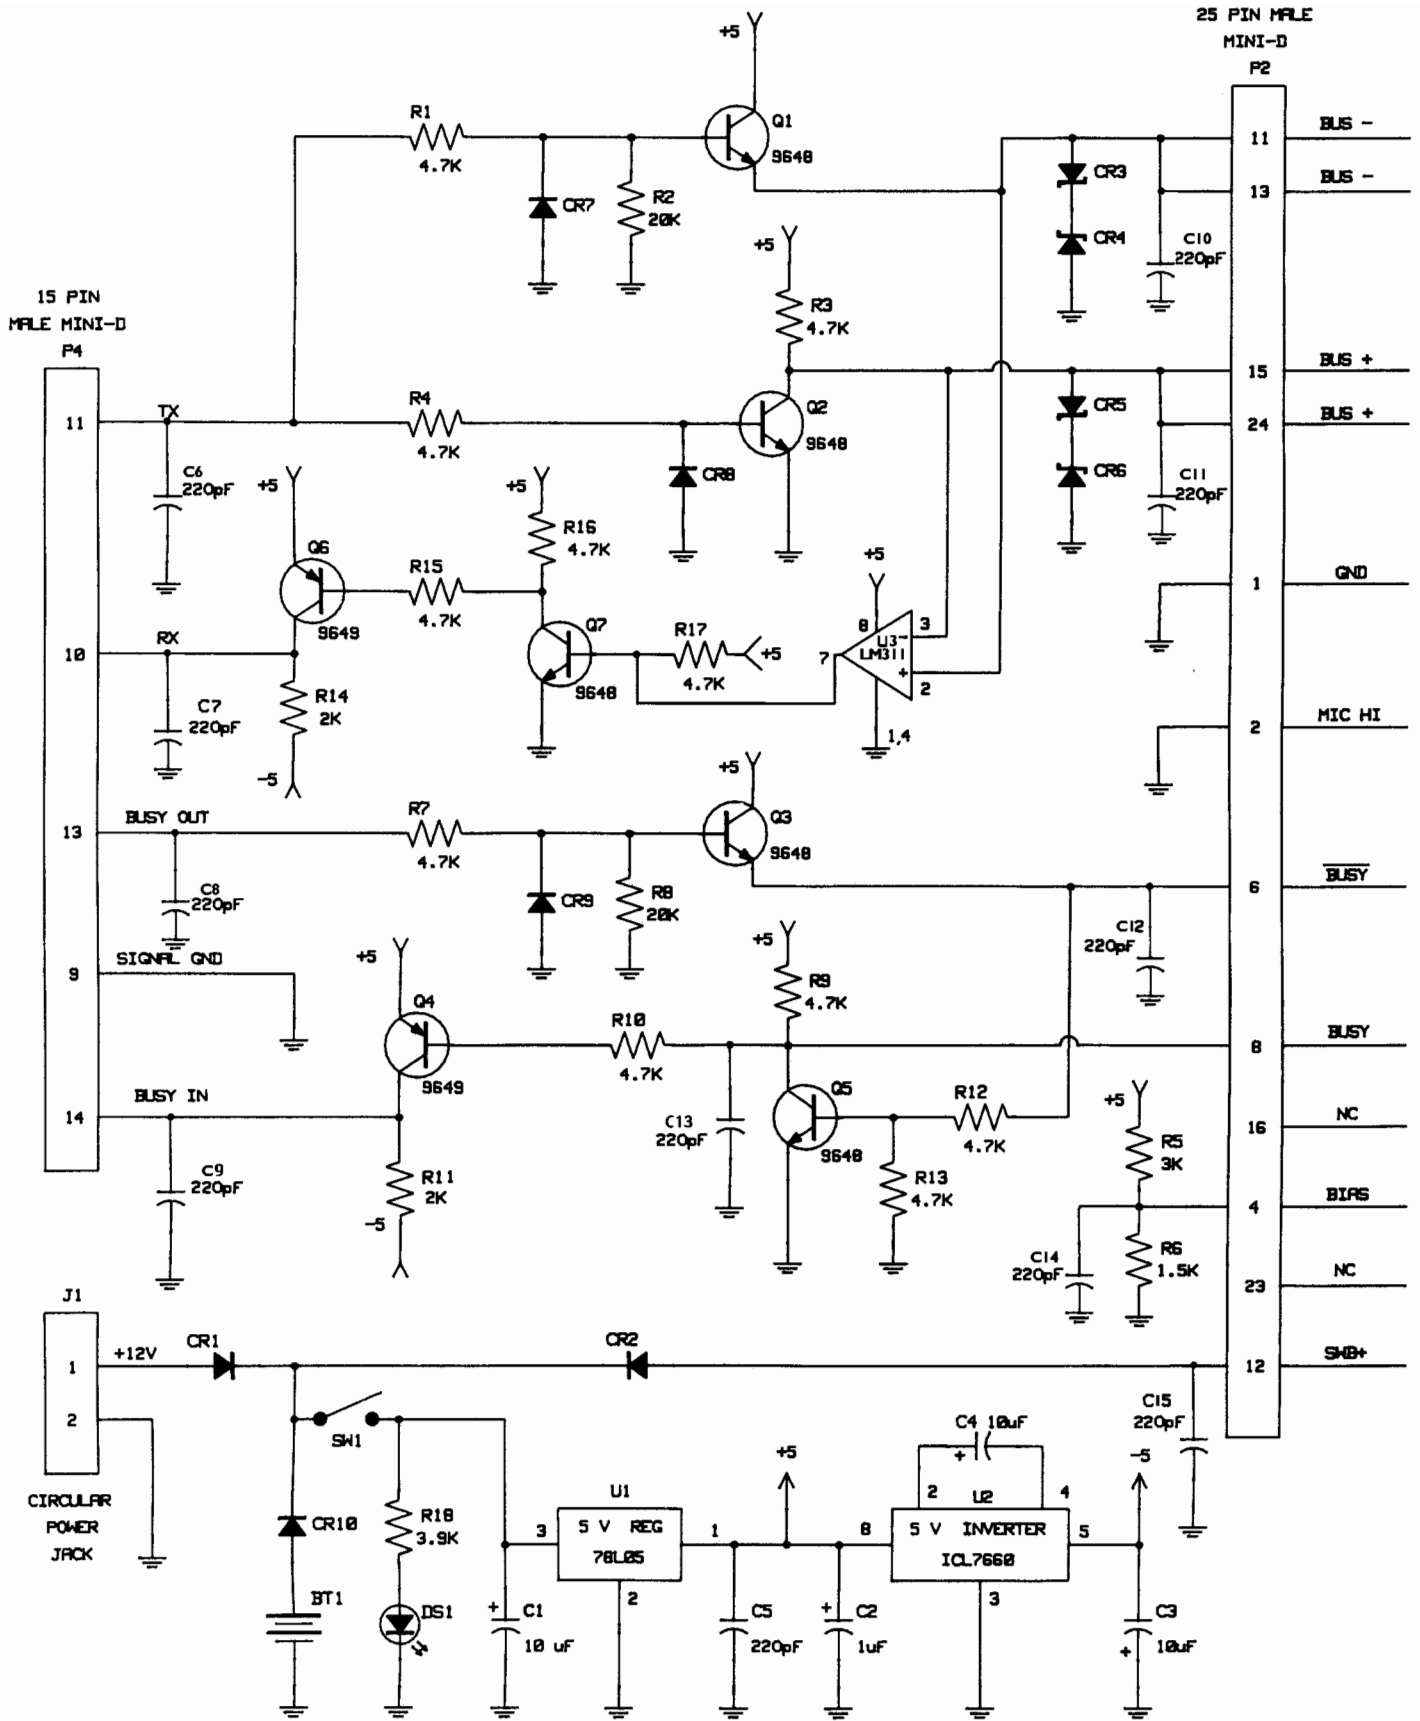 25 PIN MALE
MINI-D
P2
+5
Q1
9648
R1
4.7K
CR7
R2
20K
11
BUS -
13
BUS -
CR3
CR4
C10
220pF
+5
R3
4.7K
15 PIN
MALE MINI-D
P4
15
BUS +
24
BUS +
CR5
CR6
C11
220pF
11
TX
C6
220pF
R4
4.7K
CR8
Q2
9648
+5
Q6
9649
R15
4.7K
+5
R16
4.7K
Q7
9648
R17
4.7K
+5
+5
8
3
U3
-
LM311
+
7
2
1,4
1
GND
10
RX
C7
220pF
R14
2K
-5
2
MIC HI
+5
Q3
9648
13
BUSY OUT
C8
220pF
R7
4.7K
CR9
R8
20K
6
BUSY
C12
220pF
9
SIGNAL GND
+5
Q4
9649
R10
4.7K
+5
R9
4.7K
8
BUSY
14
BUSY IN
C9
220pF
R11
2K
-5
C13
220pF
Q5
9648
R12
4.7K
R13
4.7K
+5
R5
3K
16
NC
4
BIAS
C14
220pF
R6
1.5K
23
NC
J1
1
+12V
CR1
CR2
12
SWB+
2
SW1
C15
220pF
CIRCULAR
POWER
JACK
CR10
BT1
R18
3.9K
DS1
+
C1
10 uF
U1
3
5 V REG
78L05
1
2
+5
C5
220pF
+
C2
1uF
C4 10uF
+
2
U2
4
8
5 V INVERTER
ICL7660
5
3
-5
C3
10uF
+